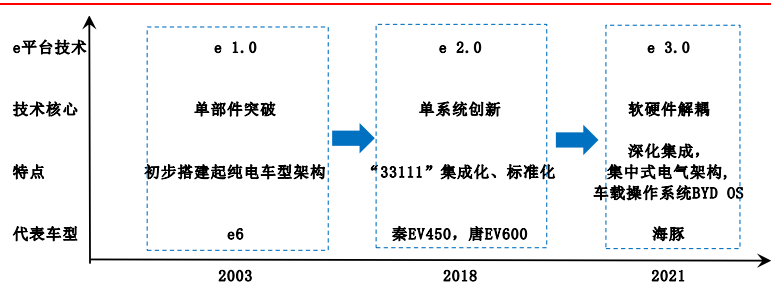 e平台技术 e 1.0 e 2.0 e 3.0
技术核心 单部件突破 单系统创新 软硬件解耦
特点 初步搭建起纯电车型架构 “33111”集成化、标准化 深化集成，
集中式电气架构，
车载操作系统BYD OS
代表车型 e6 秦EV450，唐EV600 海豚
2003 2018 2021